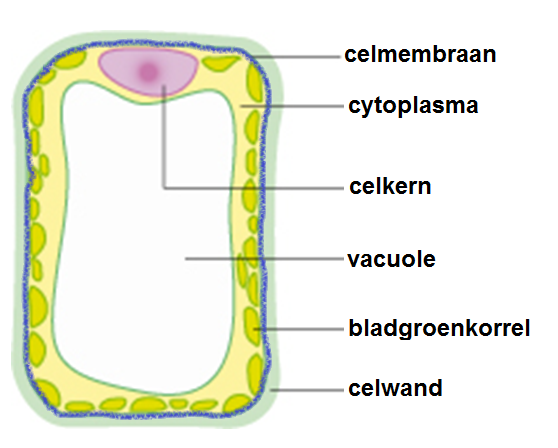 celmembraan
cytoplasma
celkern
vacuole
bladgroenkorrel
celwand